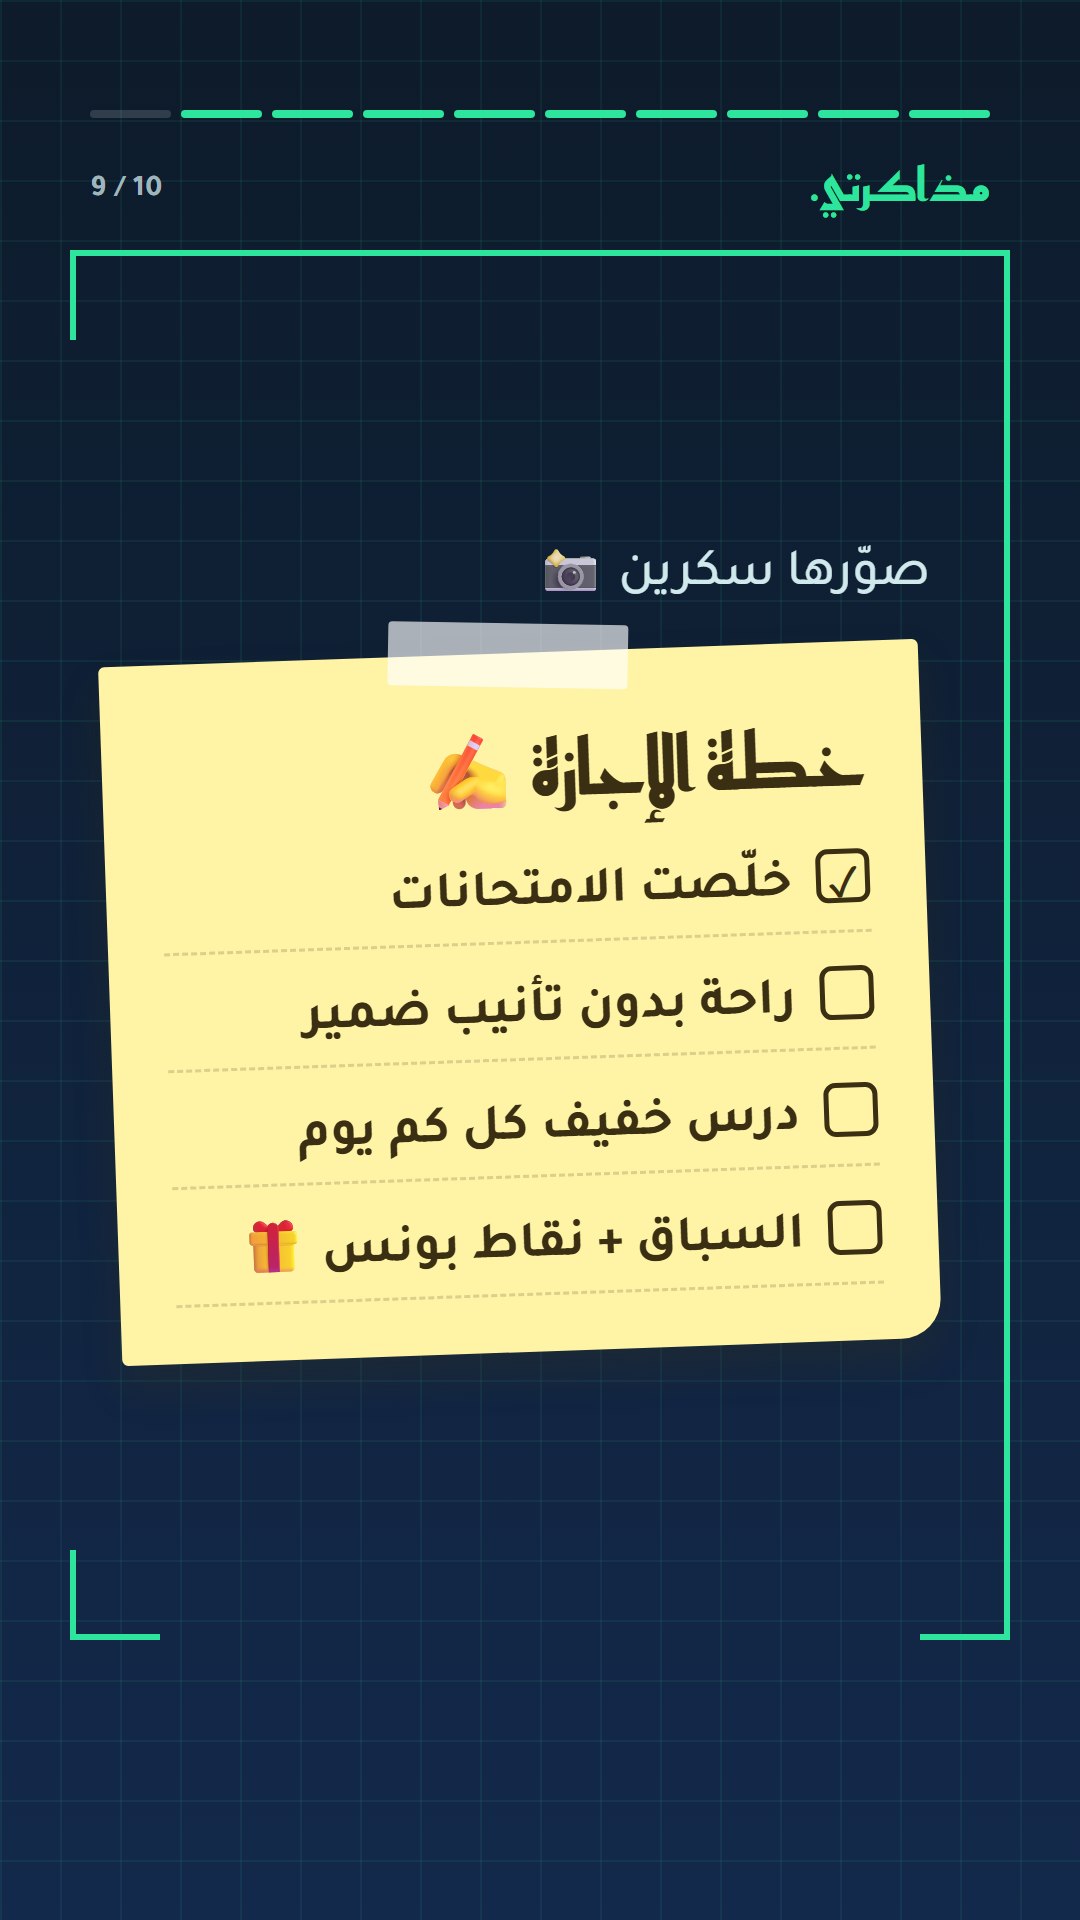 مذاكرتي.
9 / 10
صوّرها سكرين 📸
خطة الإجازة ✍️
✓ خلّصت الامتحانات
راحة بدون تأنيب ضمير
درس خفيف كل كم يوم
السباق + نقاط بونس 🎁